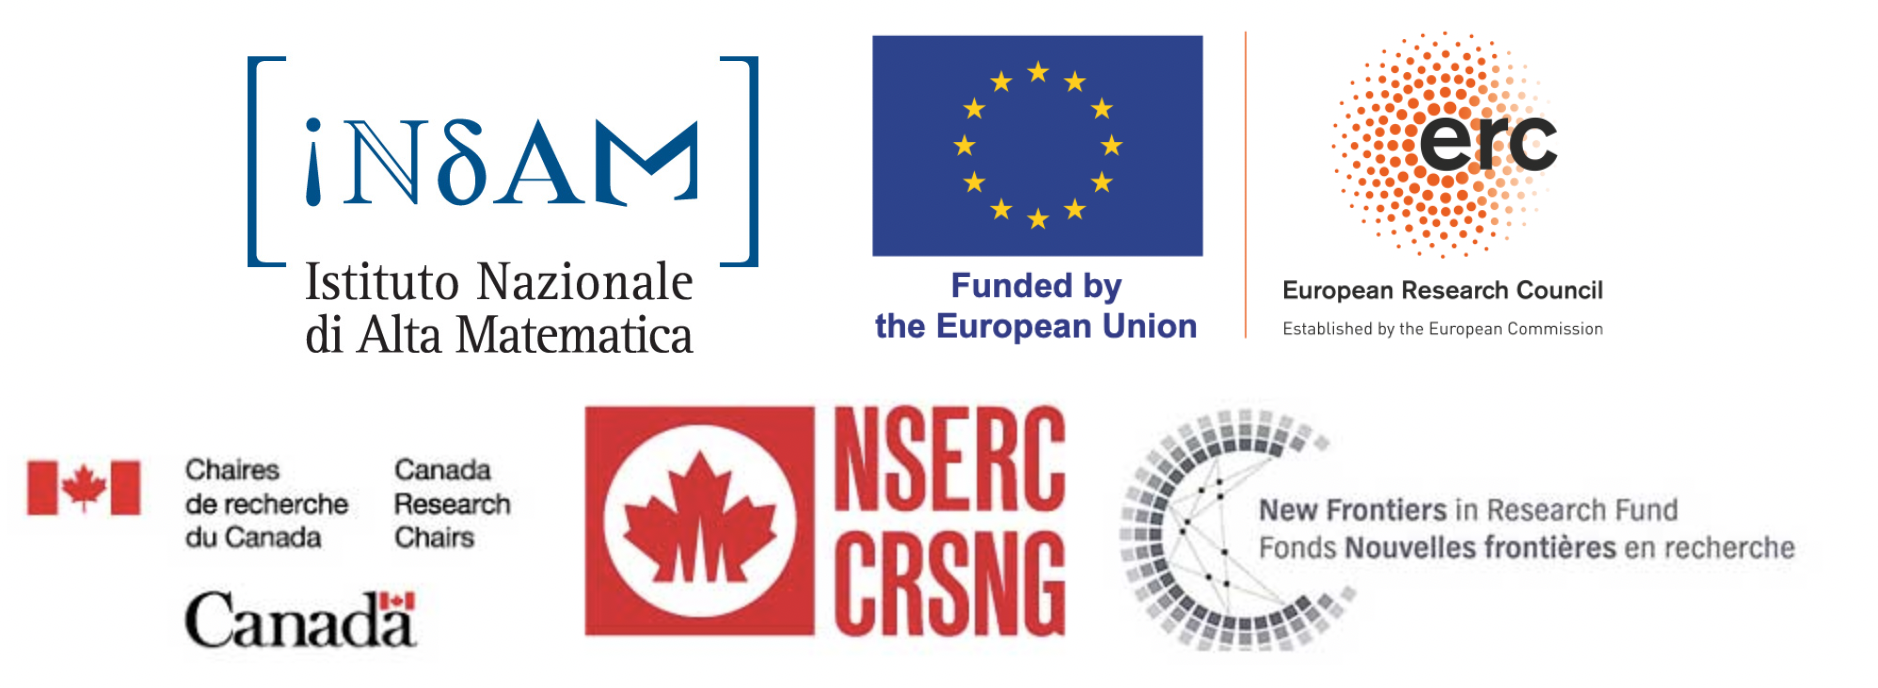 iNδAM
Istituto Nazionale
di Alta Matematica
Funded by
the European Union
erc
European Research Council
Established by the European Commission
Chaires
de recherche
du Canada
Canada
Research
Chairs
Canada
NSERC
CRSNG
New Frontiers in Research Fund
Fonds Nouvelles frontières en recherche